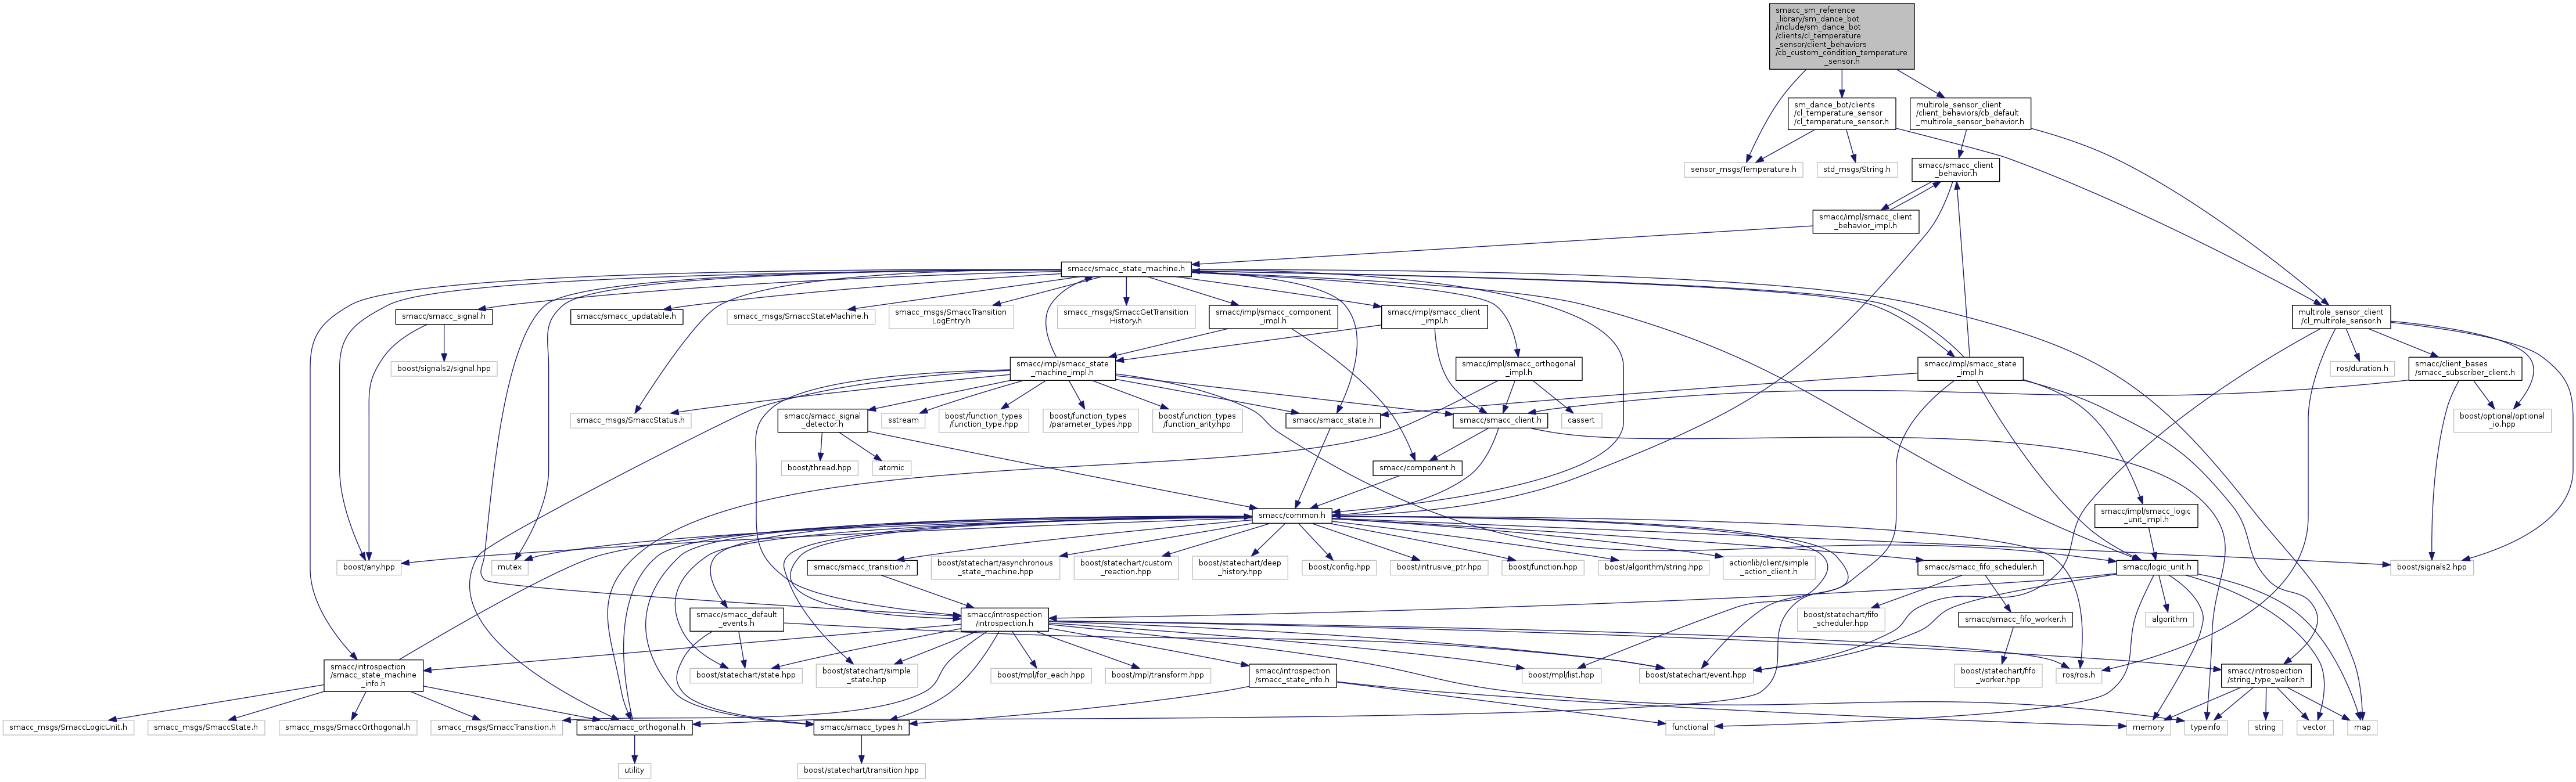 smacc_sm_reference
_library/sm_dance_bot
/include/sm_dance_bot
/clients/cl_temperature
_sensor/client_behaviors
/cb_custom_condition_temperature
_sensor.h
sm_dance_bot/clients
/cl_temperature_sensor
/cl_temperature_sensor.h
multirole_sensor_client
/client_behaviors/cb_default
_multirole_sensor_behavior.h
sensor_msgs/Temperature.h
std_msgs/String.h
smacc/smacc_client
_behavior.h
smacc/impl/smacc_client
_behavior_impl.h
smacc/smacc_state_machine.h
smacc/smacc_signal.h
smacc/smacc_updatable.h
smacc_msgs/SmaccStateMachine.h
smacc_msgs/SmaccTransition
LogEntry.h
smacc_msgs/SmaccGetTransition
History.h
smacc/impl/smacc_component
_impl.h
smacc/impl/smacc_client
_impl.h
multirole_sensor_client
/cl_multirole_sensor.h
boost/signals2/signal.hpp
smacc/impl/smacc_state
_machine_impl.h
smacc/impl/smacc_orthogonal
_impl.h
smacc/impl/smacc_state
_impl.h
ros/duration.h
smacc/client_bases
/smacc_subscriber_client.h
smacc_msgs/SmaccStatus.h
smacc/smacc_signal
_detector.h
sstream
boost/function_types
/function_type.hpp
boost/function_types
/parameter_types.hpp
boost/function_types
/function_arity.hpp
smacc/smacc_state.h
smacc/smacc_client.h
cassert
boost/optional/optional
_io.hpp
boost/thread.hpp
atomic
smacc/component.h
smacc/common.h
smacc/impl/smacc_logic
_unit_impl.h
boost/any.hpp
mutex
smacc/smacc_transition.h
boost/statechart/asynchronous
_state_machine.hpp
boost/statechart/custom
_reaction.hpp
boost/statechart/deep
_history.hpp
boost/config.hpp
boost/intrusive_ptr.hpp
boost/function.hpp
boost/algorithm/string.hpp
actionlib/client/simple
_action_client.h
smacc/smacc_fifo_scheduler.h
smacc/logic_unit.h
boost/signals2.hpp
smacc/smacc_default
_events.h
smacc/introspection
/introspection.h
boost/statechart/fifo
_scheduler.hpp
smacc/smacc_fifo_worker.h
algorithm
smacc/introspection
/smacc_state_machine
_info.h
boost/statechart/state.hpp
boost/statechart/simple
_state.hpp
boost/mpl/for_each.hpp
boost/mpl/transform.hpp
smacc/introspection
/smacc_state_info.h
boost/mpl/list.hpp
boost/statechart/event.hpp
boost/statechart/fifo
_worker.hpp
ros/ros.h
smacc/introspection
/string_type_walker.h
smacc_msgs/SmaccLogicUnit.h
smacc_msgs/SmaccState.h
smacc_msgs/SmaccOrthogonal.h
smacc_msgs/SmaccTransition.h
smacc/smacc_orthogonal.h
smacc/smacc_types.h
functional
memory
typeinfo
string
vector
map
utility
boost/statechart/transition.hpp